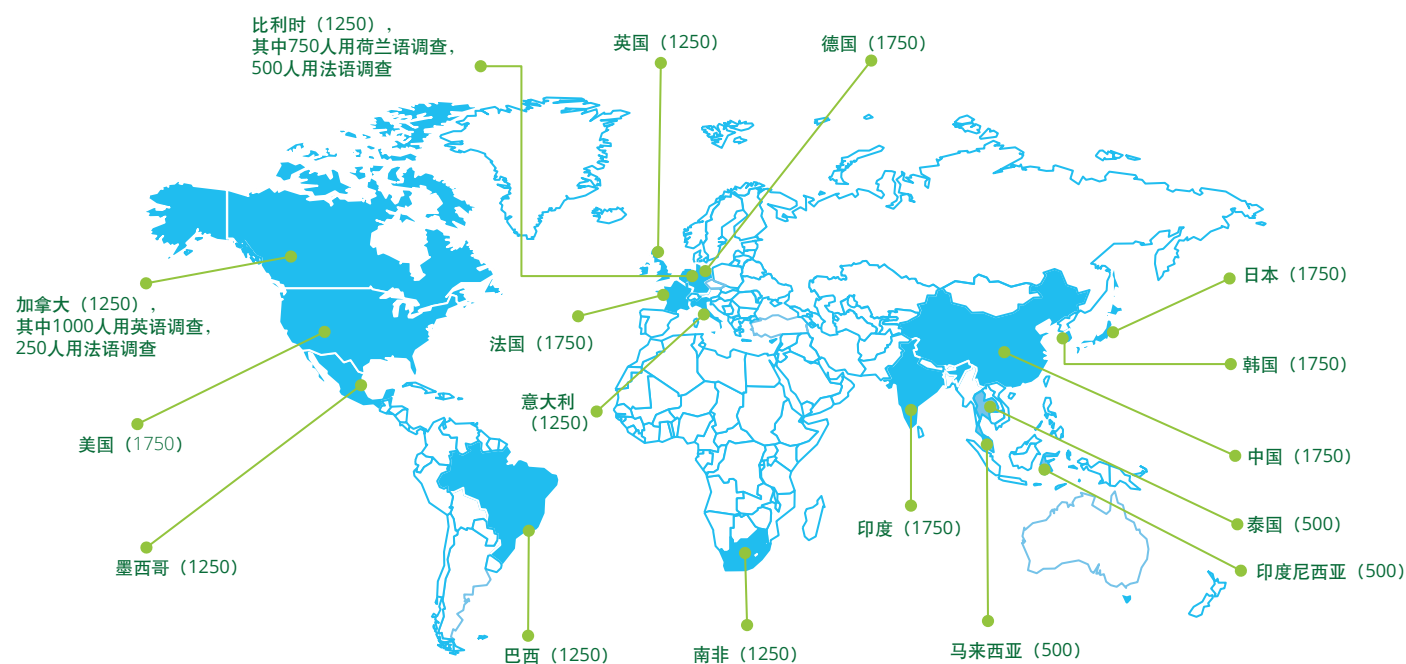 比利时（1250），
其中750人用荷兰语调查，
500人用法语调查
英国（1250）
德国（1750）
加拿大（1250），
其中1000人用英语调查，
250人用法语调查
日本（1750）
法国（1750）
韩国（1750）
意大利
（1250）
美国（1750）
中国（1750）
印度（1750）
泰国（500）
墨西哥（1250）
印度尼西亚（500）
巴西（1250）
南非（1250）
马来西亚（500）